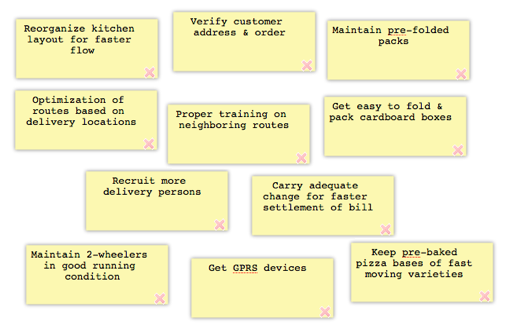 Reorganize kitchen
layout for faster
flow
Verify customer
address & order
Maintain pre-folded
packs
Optimization of
routes based on
delivery locations
Proper training on
neighboring routes
Get easy to fold &
pack cardboard boxes
Recruit more
delivery persons
Carry adequate
change for faster
settlement of bill
Maintain 2-wheelers
in good running
condition
Get GPRS devices
Keep pre-baked
pizza bases of fast
moving varieties